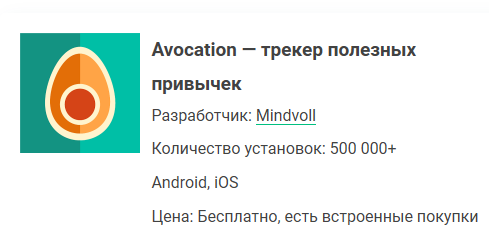 Avocation — трекер полезных
привычек
Разработчик: Mindvoll
Количество установок: 500 000+
Android, iOS
Цена: Бесплатно, есть встроенные покупки